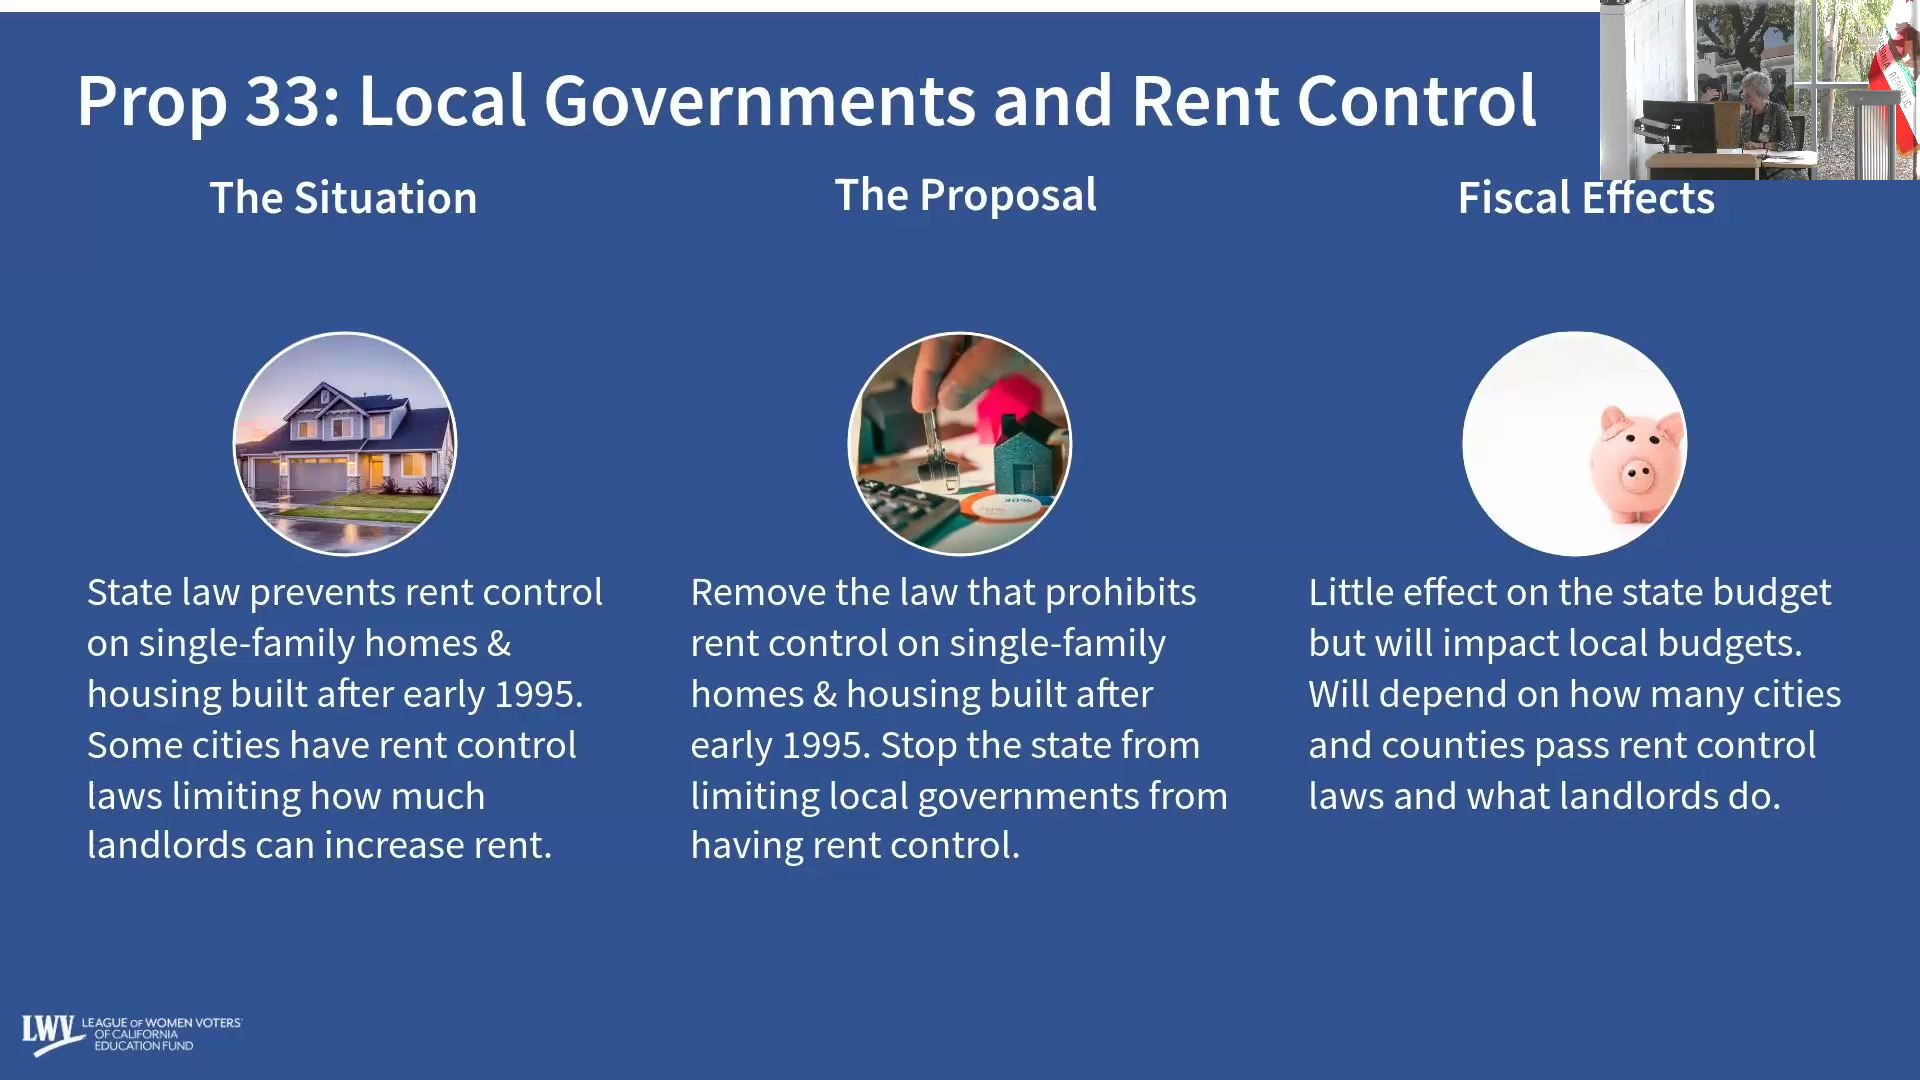 Prop 33: Local Governments and Rent Control
The Situation
State law prevents rent control
on single-family homes &
housing built after early 1995.
Some cities have rent control
laws limiting how much
landlords can increase rent.
The Proposal
30%
Remove the law that prohibits
rent control on single-family
homes & housing built after
early 1995. Stop the state from
limiting local governments from
having rent control.
Fiscal Effects
Little effect on the state budget
but will impact local budgets.
Will depend on how many cities
and counties pass rent control
laws and what landlords do.
LWV LEAGUE OF WOMEN VOTERS®
OF CALIFORNIA
EDUCATION FUND